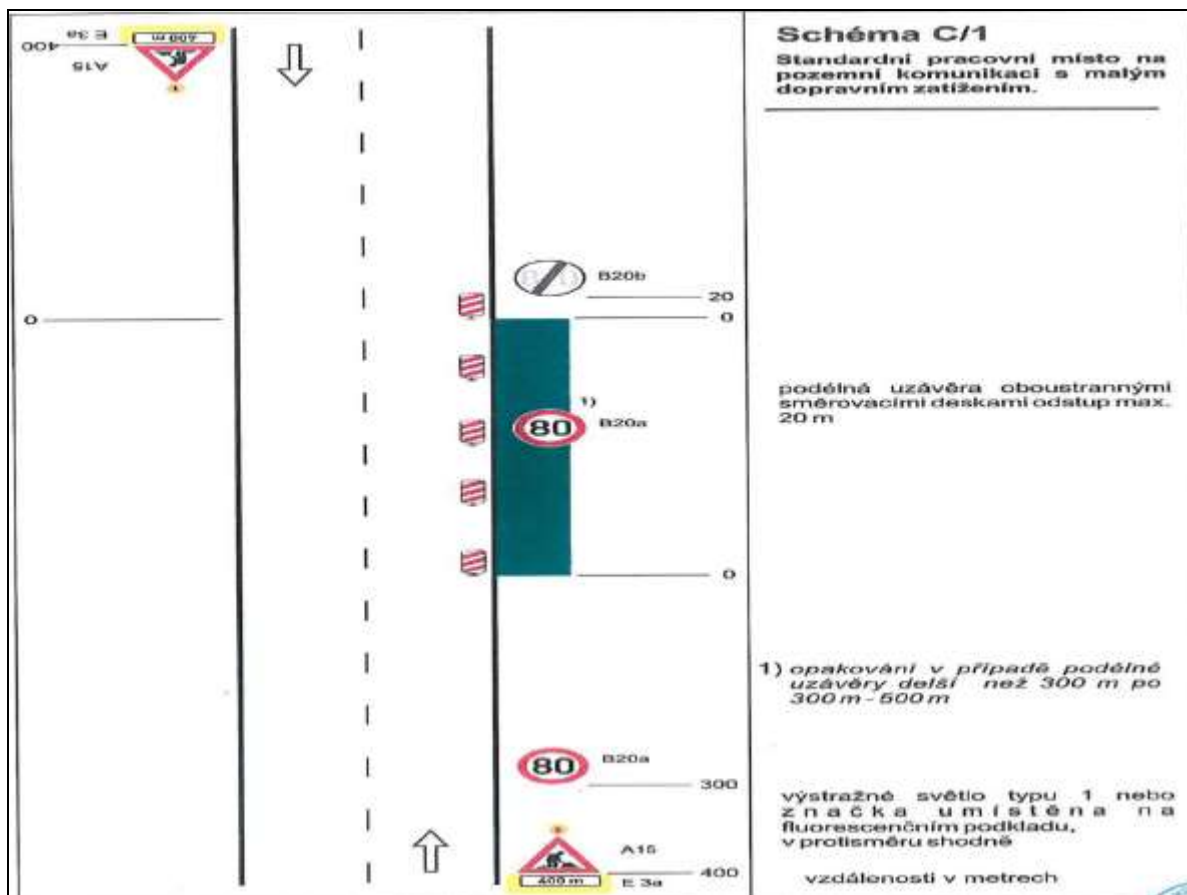 Schéma C/1
Standardní pracovní místo na
pozemní komunikaci s malým
dopravním zatížením.
400
E 3a
400 m
A15
1
B20b
20
0
0
podélná uzávěra oboustrannými
směrovacími deskami odstup max.
20 m
1)
80
B20a
0
1) opakování v případě podélné
uzávěry delší než 300 m po
300 m - 500 m
80
B20a
300
výstražné světlo typu 1 nebo
značka umístěna na
fluorescenčním podkladu,
v protisměru shodně
1
A15
400 m
E 3a
400
vzdálenosti v metrech